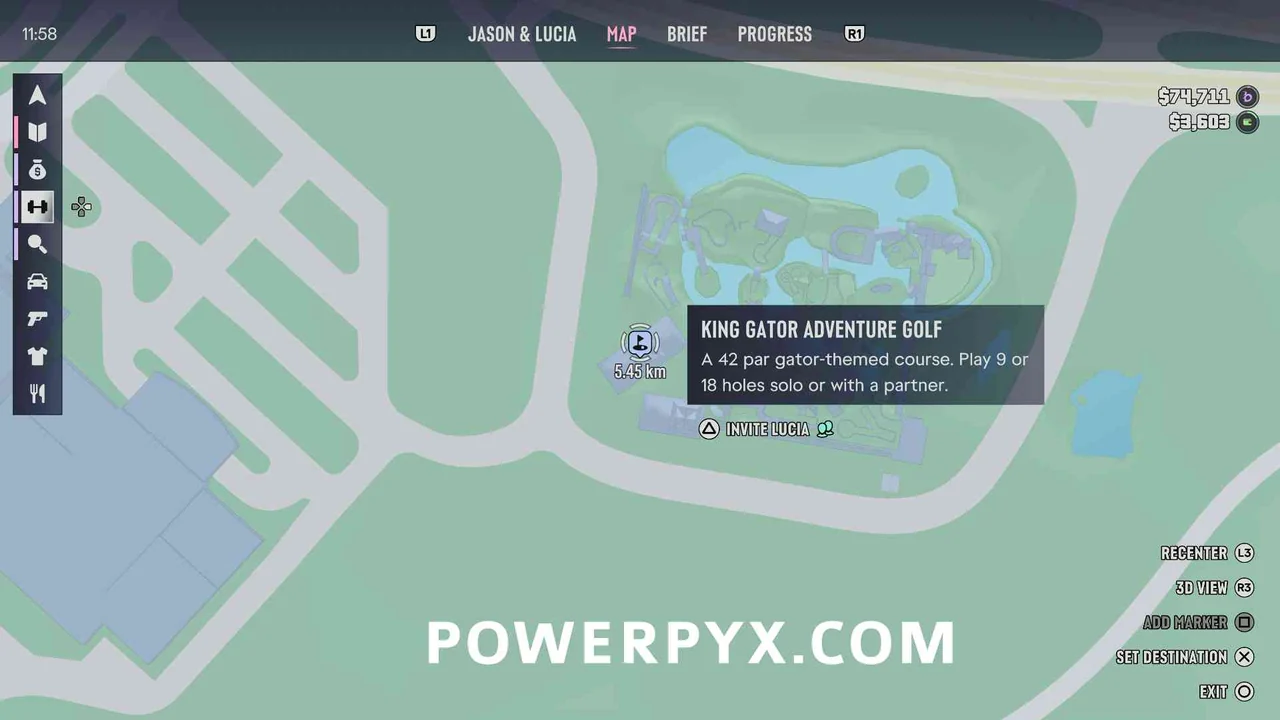 11:58
L1 JASON & LUCIA MAP BRIEF PROGRESS R1
$74,711
$3,603
KING GATOR ADVENTURE GOLF
A 42 par gator-themed course. Play 9 or
18 holes solo or with a partner.
5.45 km
INVITE LUCIA
RECENTER L3
3D VIEW R3
ADD MARKER
SET DESTINATION
EXIT
POWERPYX.COM